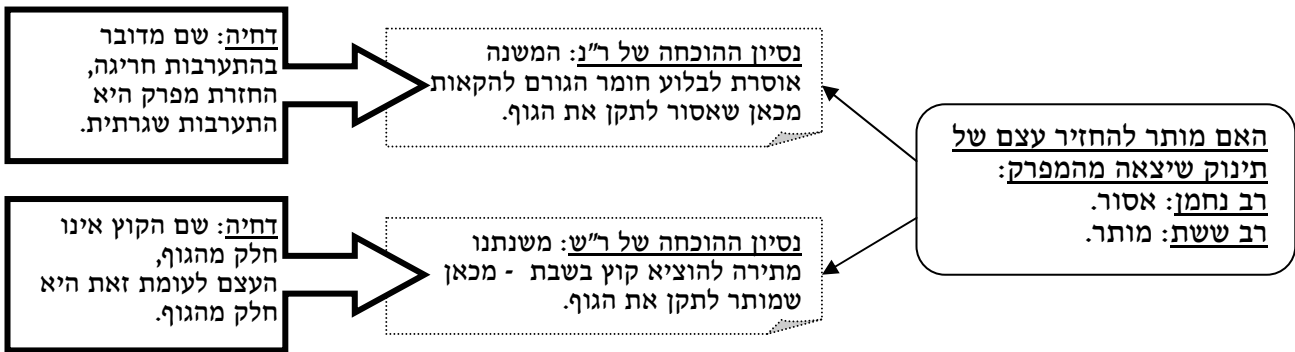 האם מותר להחזיר עצם של
תינוק שיצאה מהמפרק:
רב נחמן: אסור.
רב ששת: מותר.
נסיון ההוכחה של ר"נ: המשנה
אוסרת לבלוע חומר הגורם להקאות
מכאן שאסור לתקן את הגוף.
דחיה: שם מדובר
בהתערבות חריגה,
החזרת מפרק היא
התערבות שגרתית.
נסיון ההוכחה של ר"ש: משנתנו
מתירה להוציא קוץ בשבת - מכאן
שמותר לתקן את הגוף.
דחיה: שם הקוץ אינו
חלק מהגוף,
העצם לעומת זאת היא
חלק מהגוף.